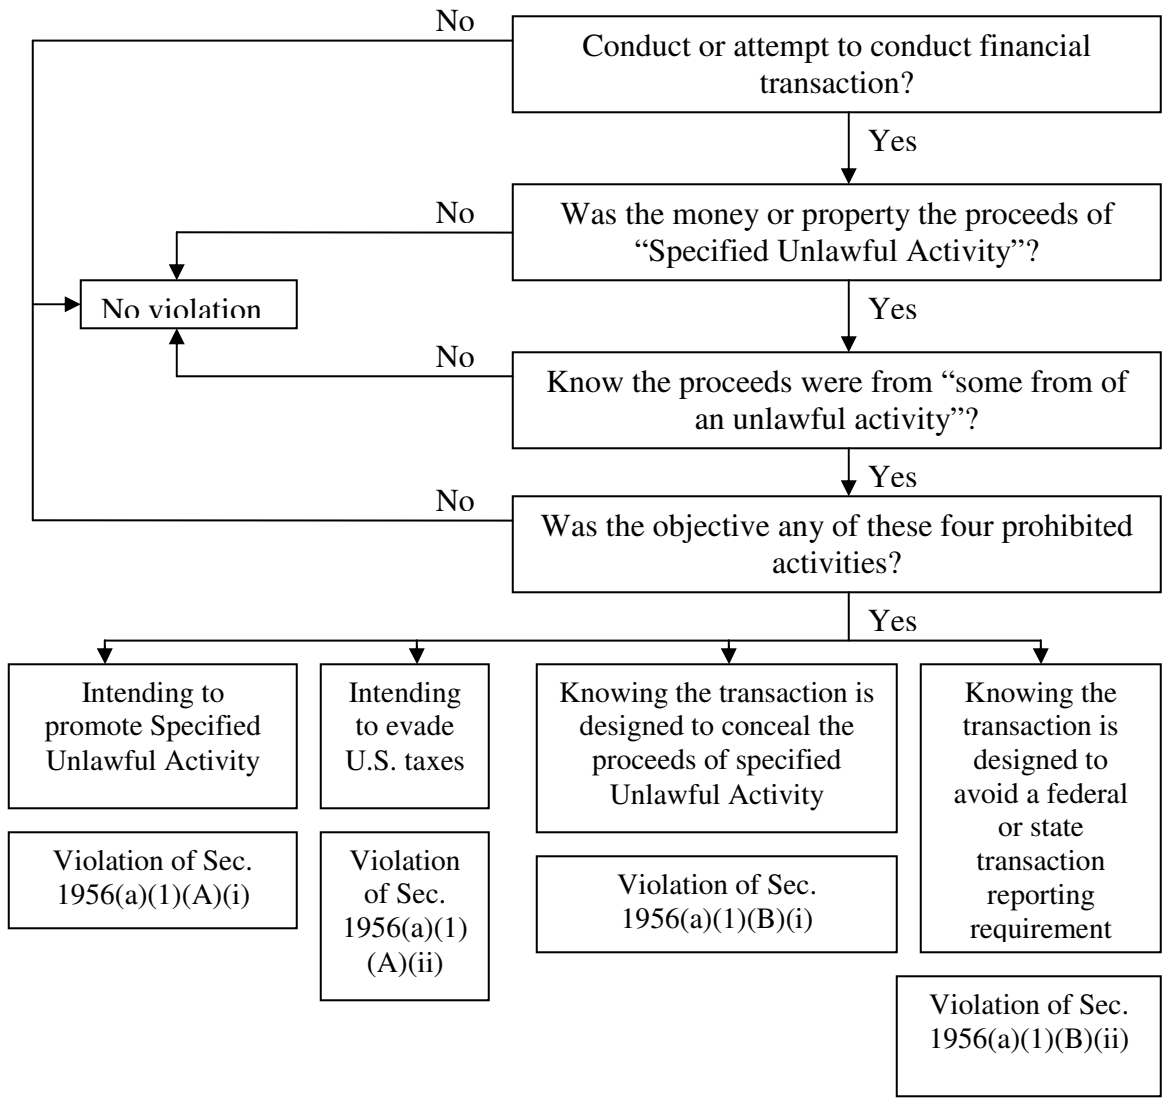 No
Conduct or attempt to conduct financial
transaction?
Yes
No
Was the money or property the proceeds of
“Specified Unlawful Activity”?
No violation
Yes
No
Know the proceeds were from “some from of
an unlawful activity”?
Yes
No
Was the objective any of these four prohibited
activities?
Yes
Intending to
promote Specified
Unlawful Activity
Intending
to evade
U.S. taxes
Knowing the transaction is
designed to conceal the
proceeds of specified
Unlawful Activity
Knowing the
transaction is
designed to
avoid a federal
or state
transaction
reporting
requirement
Violation of Sec.
1956(a)(1)(A)(i)
Violation
of Sec.
1956(a)(1)
(A)(ii)
Violation of Sec.
1956(a)(1)(B)(i)
Violation of Sec.
1956(a)(1)(B)(ii)